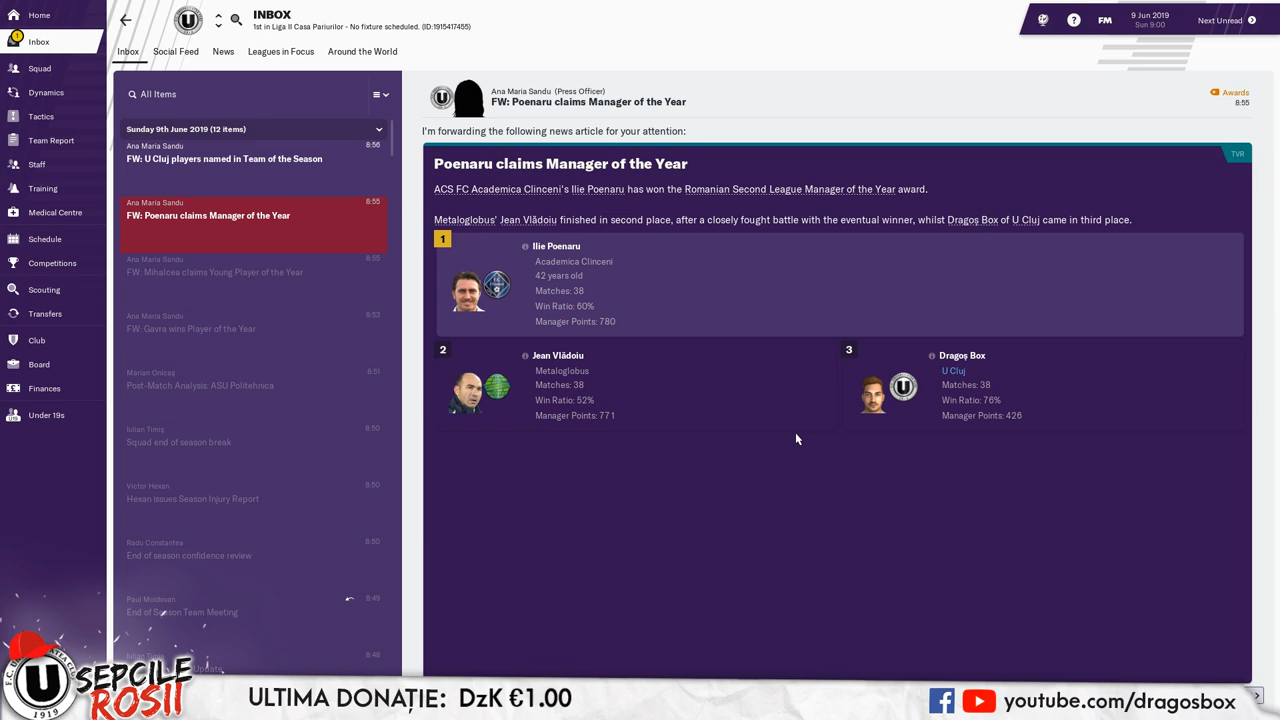 Home
INBOX
1st in Liga II Casa Pariurilor - No fixture scheduled. (ID:1915417455)
FM
9 Jun 2019
Sun 9:00
Next Unread
1
Inbox
Inbox
Social Feed
News
Leagues in Focus
Around the World
Squad
Dynamics
Tactics
Team Report
Staff
Training
Medical Centre
Schedule
Competitions
Scouting
Transfers
Club
Board
Finances
Under 19s
All Items
Sunday 9th June 2019 (12 items)
Ana Maria Sandu
8:56
FW: U Cluj players named in Team of the Season
Ana Maria Sandu
8:55
FW: Poenaru claims Manager of the Year
Ana Maria Sandu
8:55
FW: Mihalcea claims Young Player of the Year
Ana Maria Sandu
8:53
FW: Gavra wins Player of the Year
Marian Oniceș
8:51
Post-Match Analysis: ASU Politehnica
Iulian Timiș
8:50
Squad end of season break
Victor Hexan
8:50
Hexan issues Season Injury Report
Radu Constantea
8:50
End of season confidence review
Paul Moldovan
8:49
End of Season Team Meeting
Iulian Timiș
8:48
Update
Ana Maria Sandu (Press Officer)
FW: Poenaru claims Manager of the Year
Awards
8:55
I'm forwarding the following news article for your attention:
TVR
Poenaru claims Manager of the Year
ACS FC Academica Clinceni's Ilie Poenaru has won the Romanian Second League Manager of the Year award.
Metaloglobus' Jean Vlădoiu finished in second place, after a closely fought battle with the eventual winner, whilst Dragoș Box of U Cluj came in third place.
1
Ilie Poenaru
Academica Clinceni
42 years old
Matches: 38
Win Ratio: 60%
Manager Points: 780
2
Jean Vlădoiu
Metaloglobus
Matches: 38
Win Ratio: 52%
Manager Points: 771
3
Dragoș Box
U Cluj
Matches: 38
Win Ratio: 76%
Manager Points: 426
U
1919
SEPCILE
ROSII
ULTIMA DONAȚIE: DzK €1.00
youtube.com/dragosbox